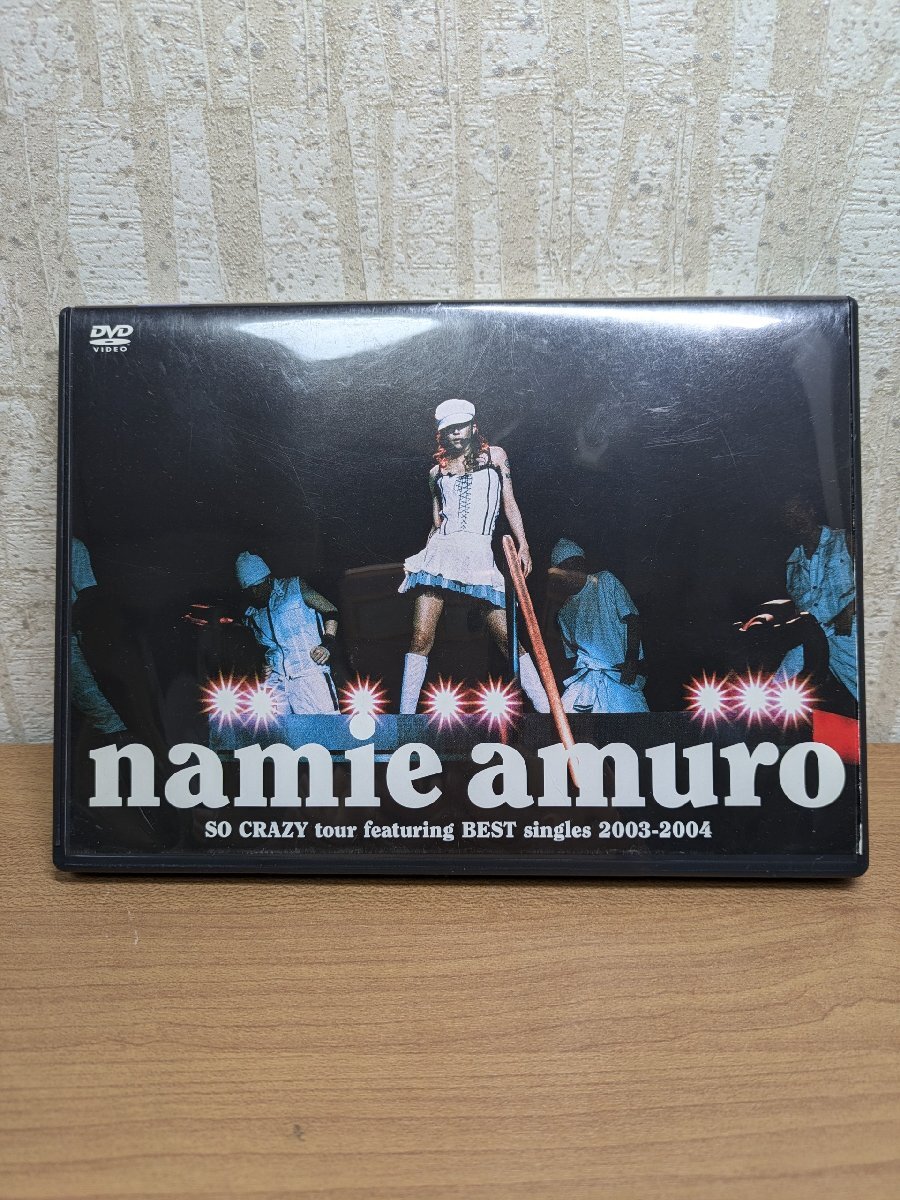 DVD
VIDEO
namie amuro
SO CRAZY tour featuring BEST singles 2003-2004